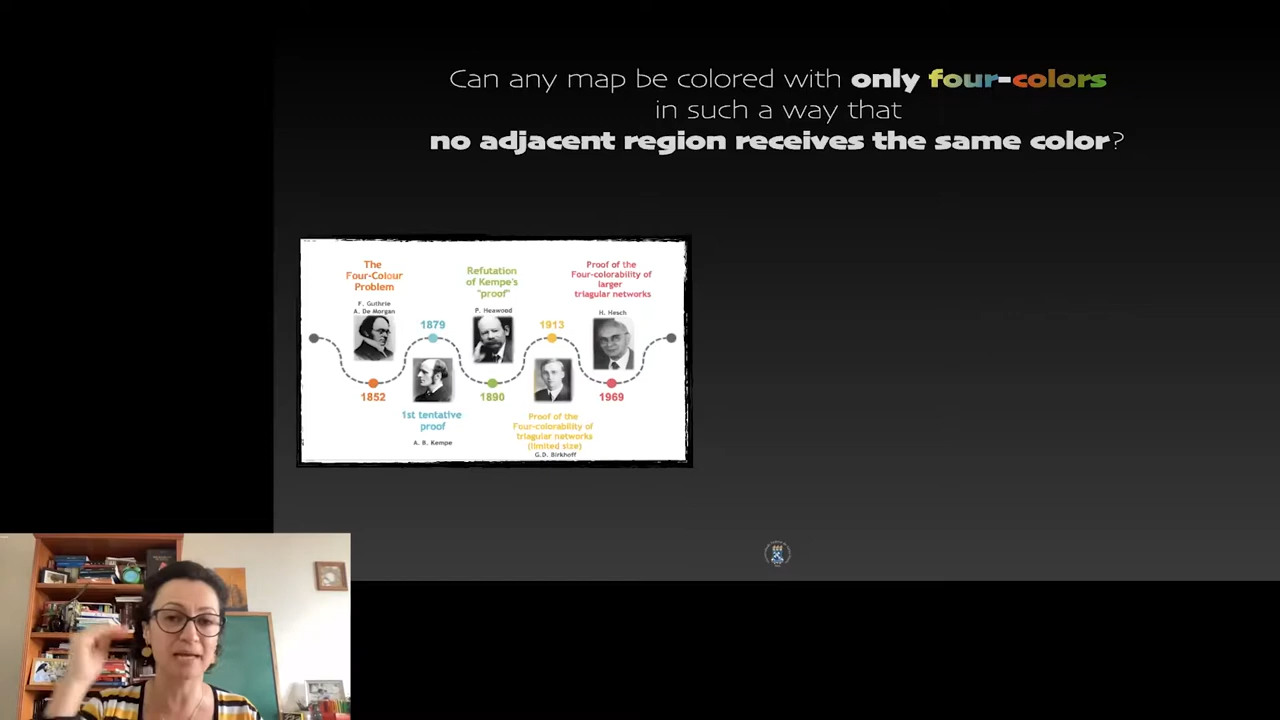 Can any map be colored with only four-colors
in such a way that
no adjacent region receives the same color?
The
Four-Colour
Problem
F. Guthrie
A. De Morgan
1852
1879
1st tentative
proof
A. B. Kempe
Refutation
of Kempe's
"proof"
P. Heawood
1890
1913
Proof of the
Four-colorability of
triagular networks
(limited size)
G.D. Birkhoff
Proof of the
Four-colorability of
larger
triagular networks
H. Hesch
1969